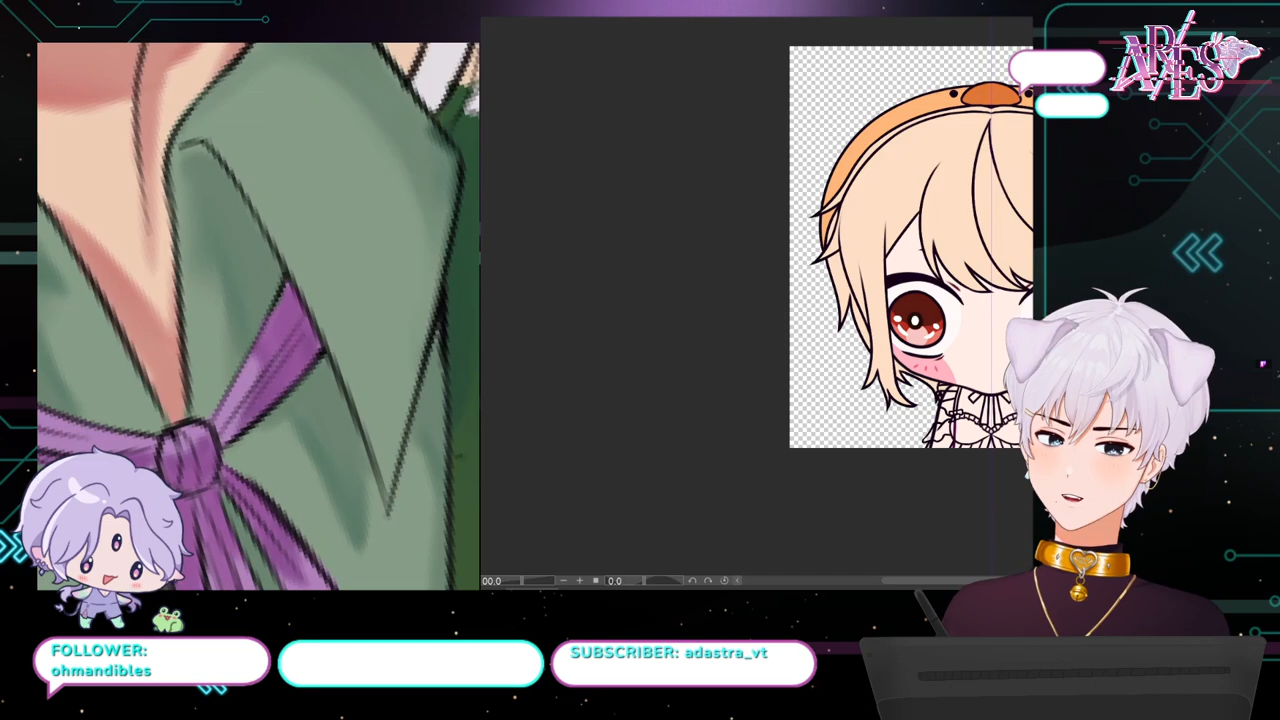 ARES
00.0
0.0
FOLLOWER:
ohmandibles
SUBSCRIBER: adastra_vt